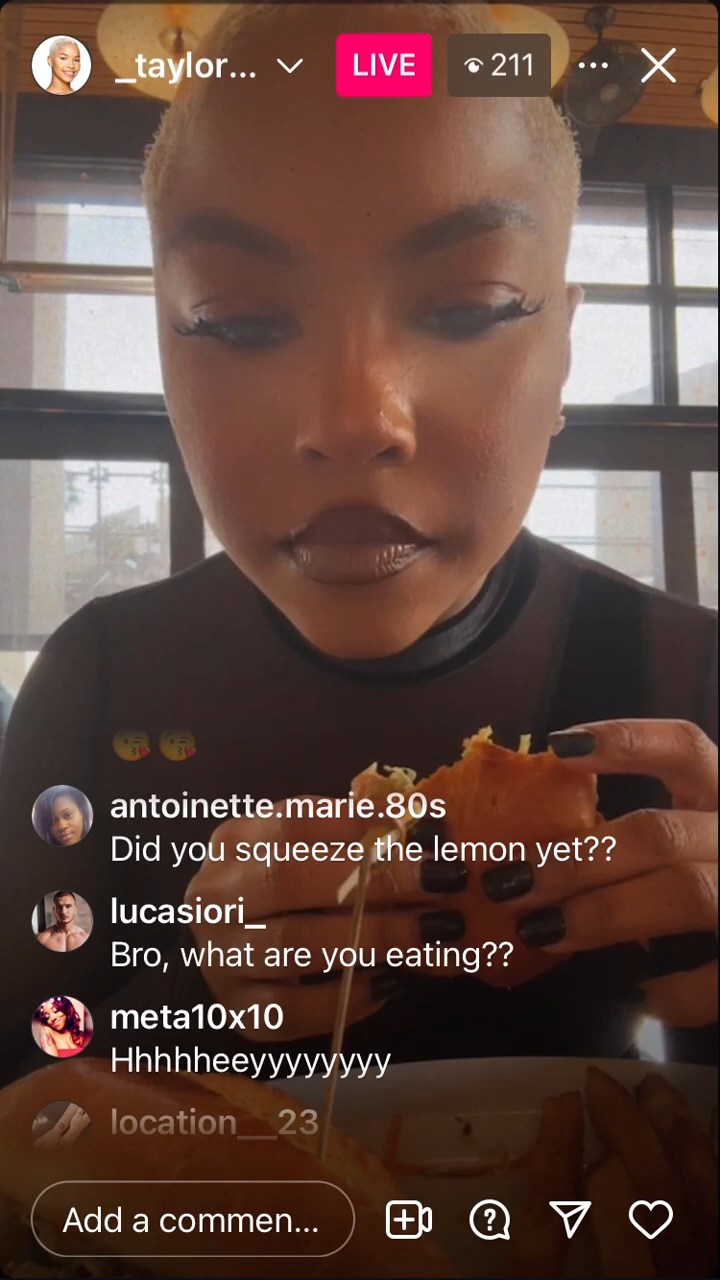 _taylor...
LIVE
211
antoinette.marie.80s
Did you squeeze the lemon yet??
lucasiori_
Bro, what are you eating??
meta10x10
Hhhhheeyyyyyyyy
location__23
Add a commen...